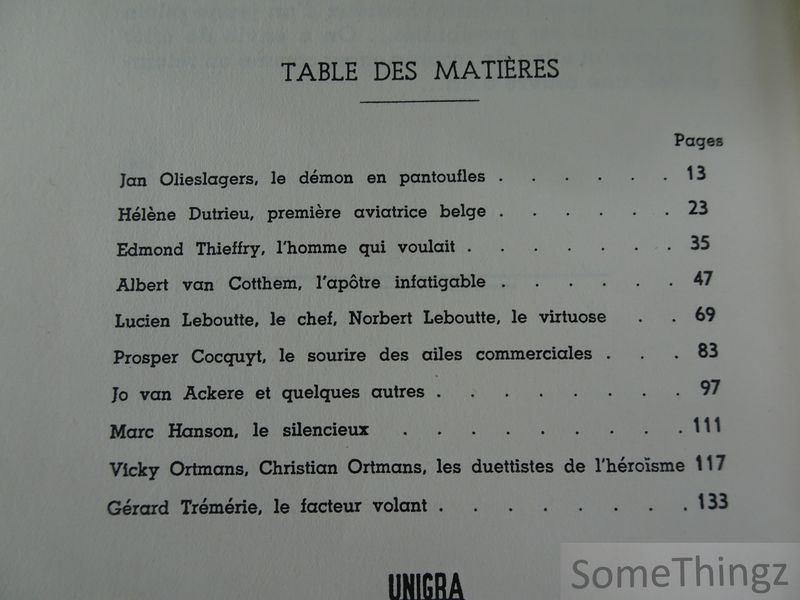 TABLE DES MATIÈRES
Pages
Jan Olieslagers, le démon en pantoufles . . . . . . 13
Hélène Dutrieu, première aviatrice belge . . . . . . 23
Edmond Thieffry, l'homme qui voulait . . . . . . . 35
Albert van Cotthem, l'apôtre infatigable . . . . . . 47
Lucien Leboutte, le chef, Norbert Leboutte, le virtuose . . 69
Prosper Cocquyt, le sourire des ailes commerciales . . . 83
Jo van Ackere et quelques autres . . . . . . . . 97
Marc Hanson, le silencieux . . . . . . . . . 111
Vicky Ortmans, Christian Ortmans, les duettistes de l'héroïsme 117
Gérard Trémérie, le facteur volant . . . . . . . . 133
UNIGRA
SomeThingz